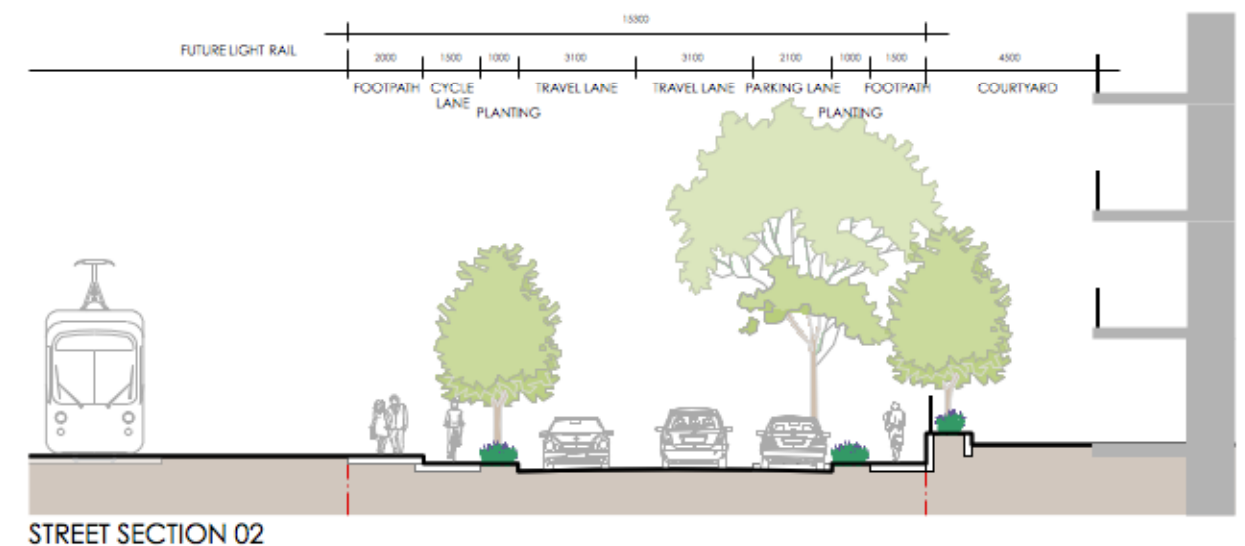 15300
FUTURE LIGHT RAIL
2000 1500 1000 3100 3100 2100 1000 1500 4500
FOOTPATH CYCLE LANE TRAVEL LANE TRAVEL LANE PARKING LANE FOOTPATH COURTYARD
PLANTING PLANTING
STREET SECTION 02